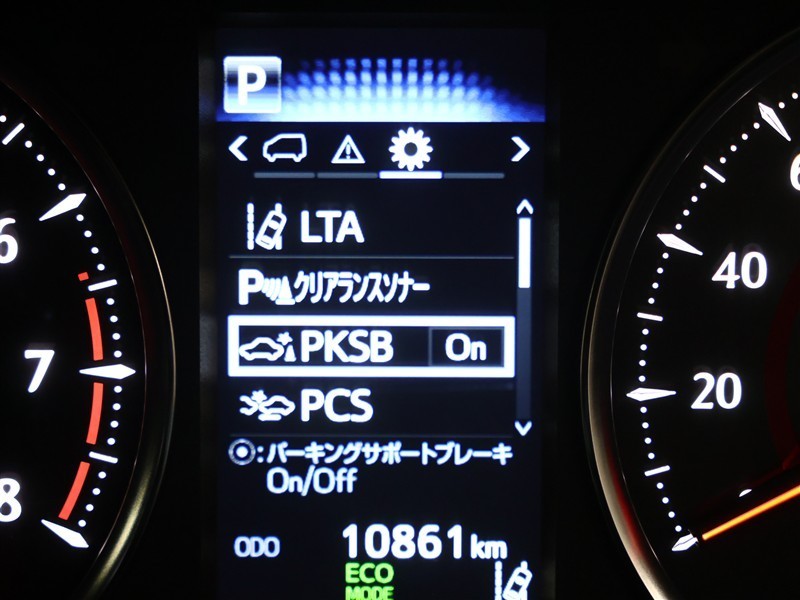 P
LTA
P クリアランスソナー
PKSB On
PCS
:パーキングサポートブレーキ
On/Off
ODO 10861 km
ECO
MODE
6
7
8
6
40
20